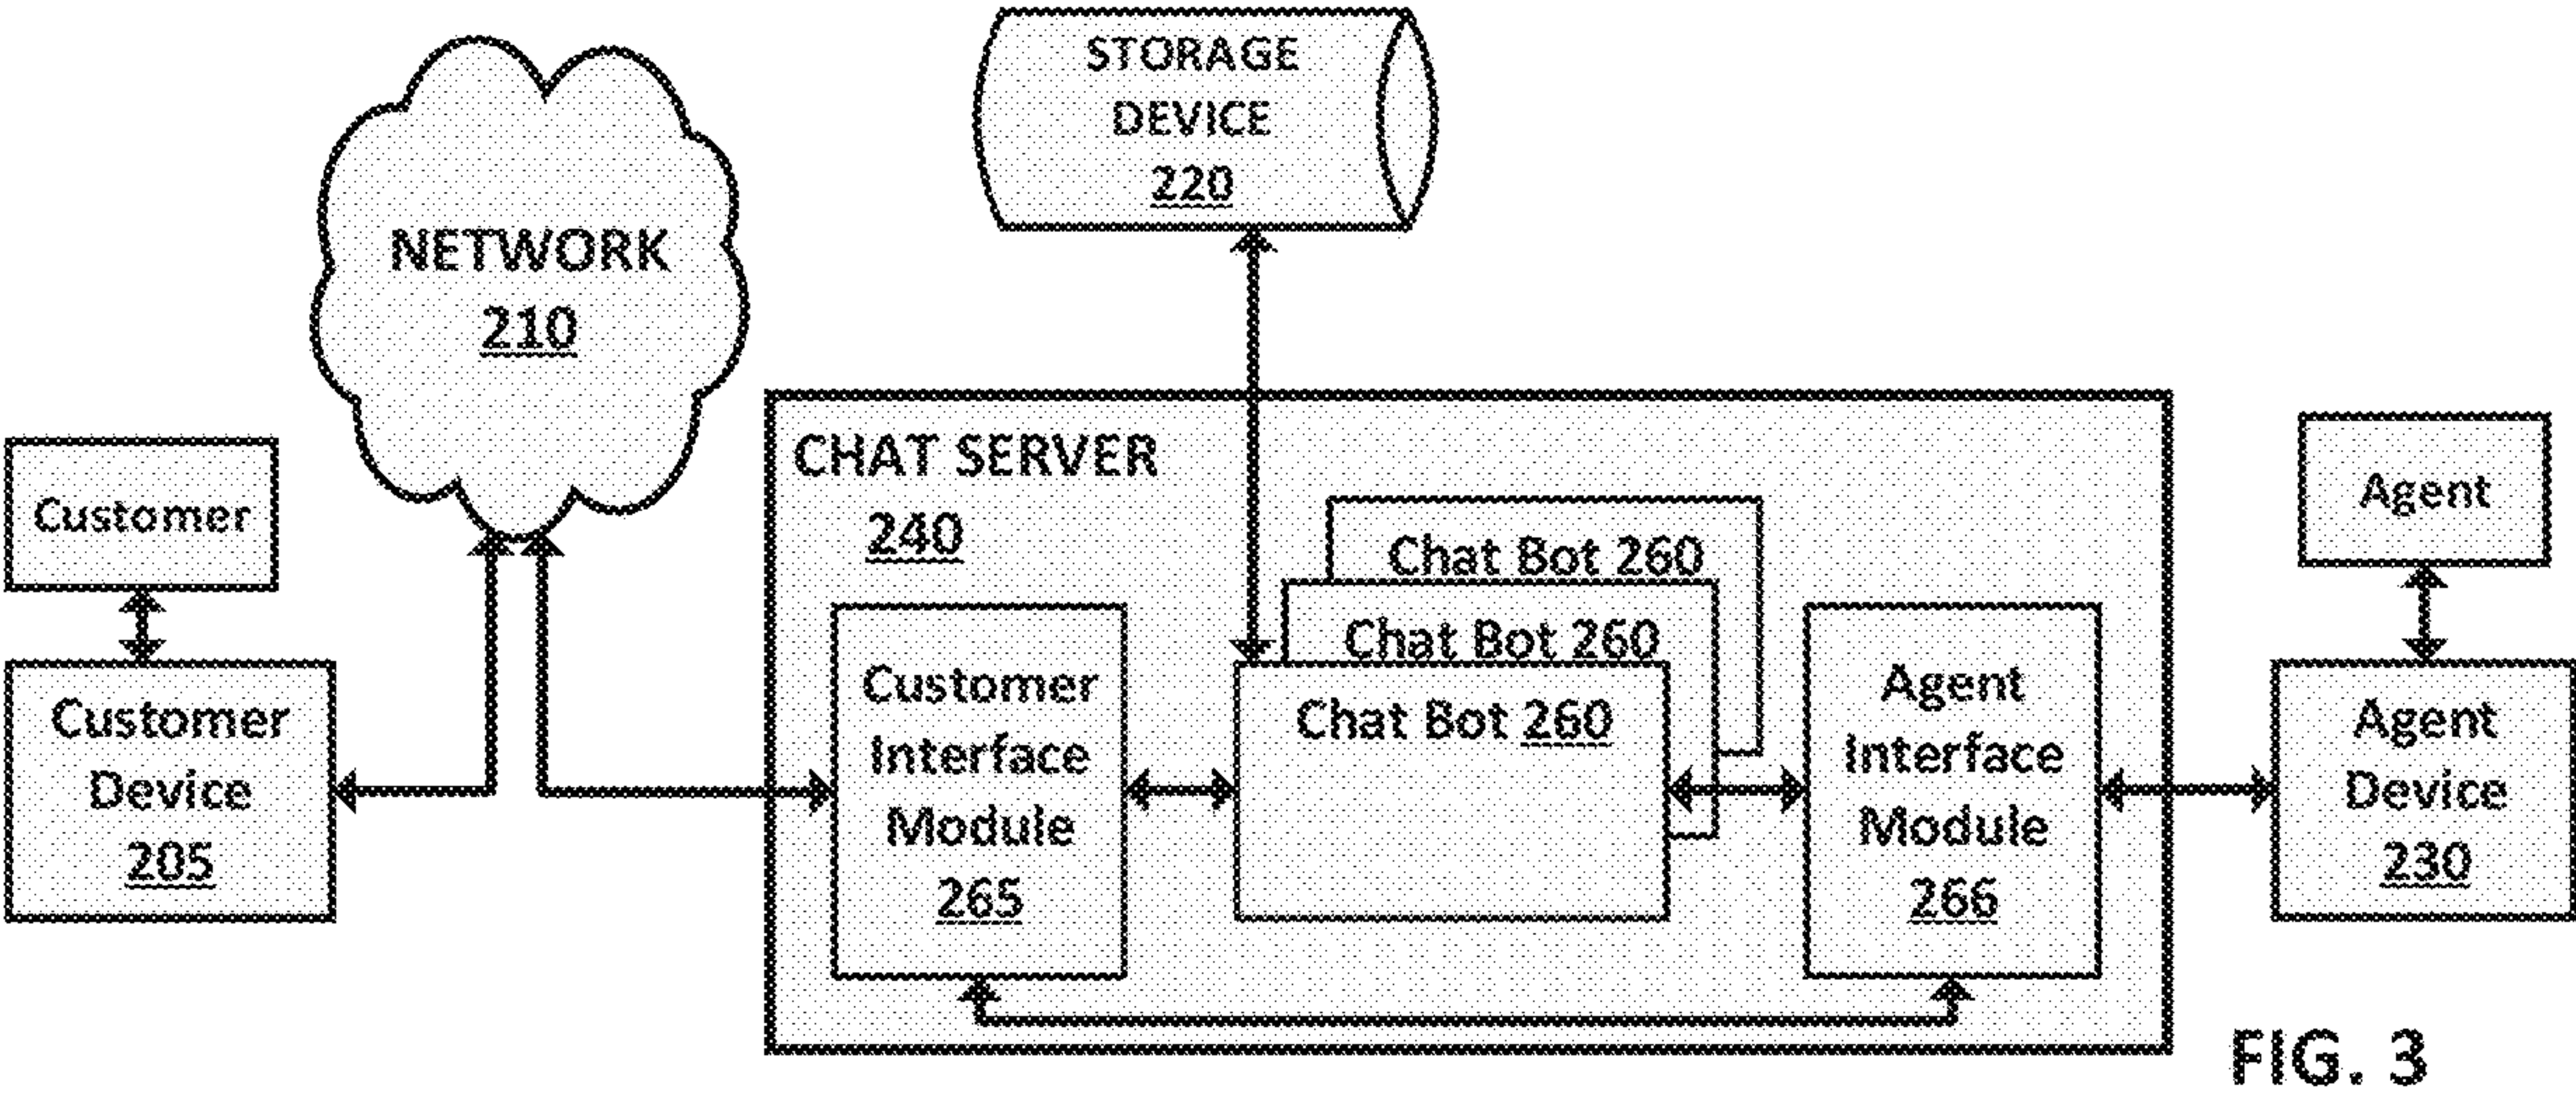 STORAGE
DEVICE
220
NETWORK
210
CHAT SERVER
240
Customer
Customer
Device
205
Customer
Interface
Module
265
Chat Bot 260
Chat Bot 260
Chat Bot 260
Agent
Interface
Module
266
Agent
Agent
Device
230
FIG. 3